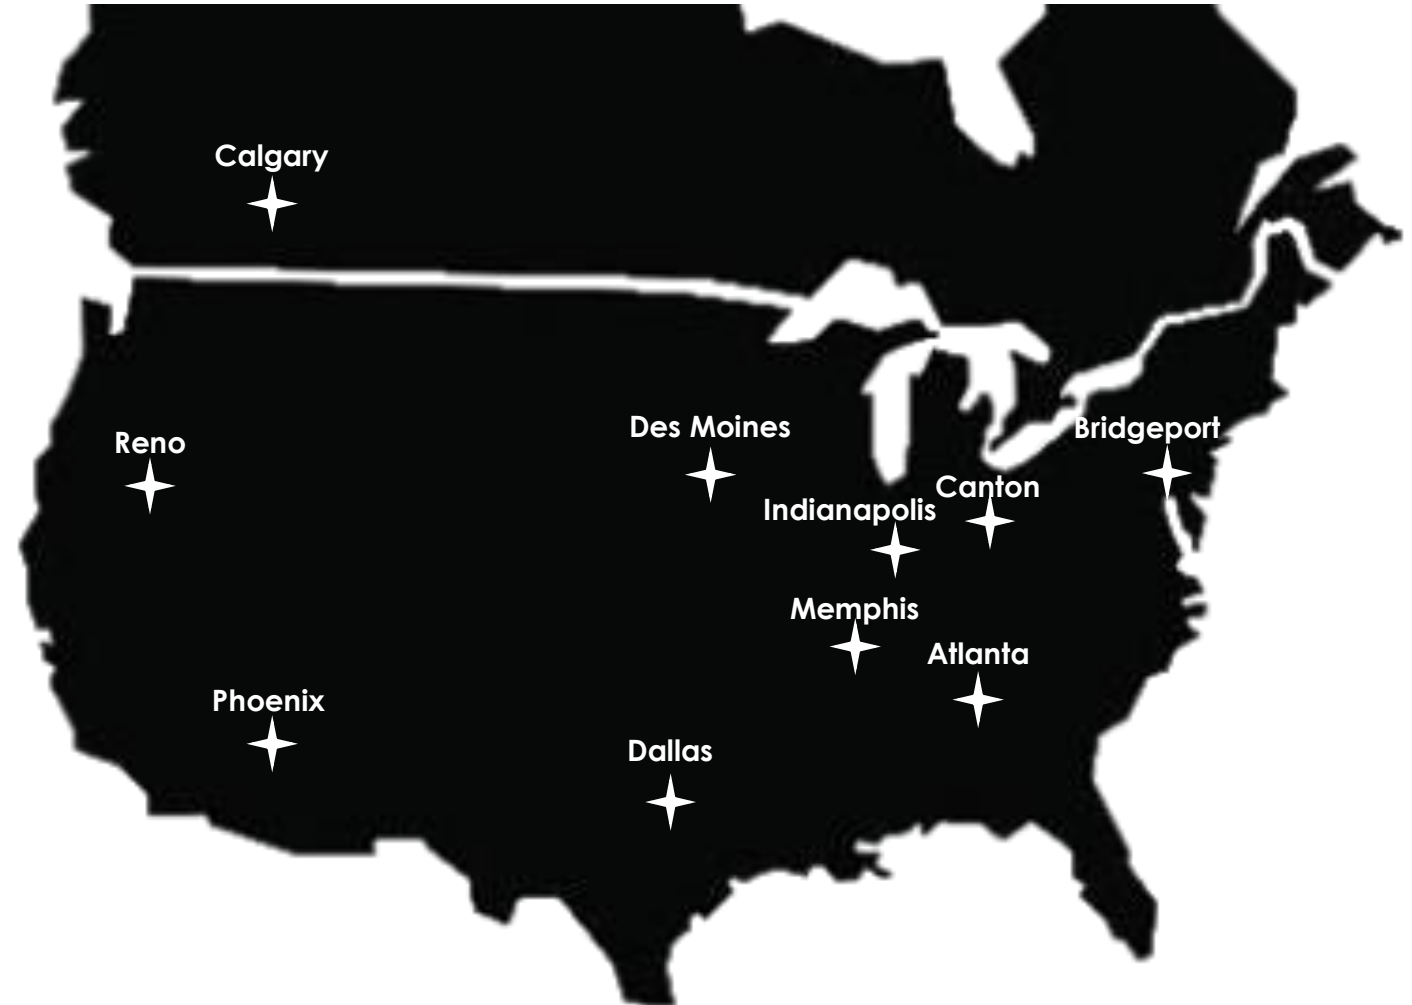 Calgary
Des Moines
Bridgeport
Reno
Canton
Indianapolis
Memphis
Atlanta
Phoenix
Dallas